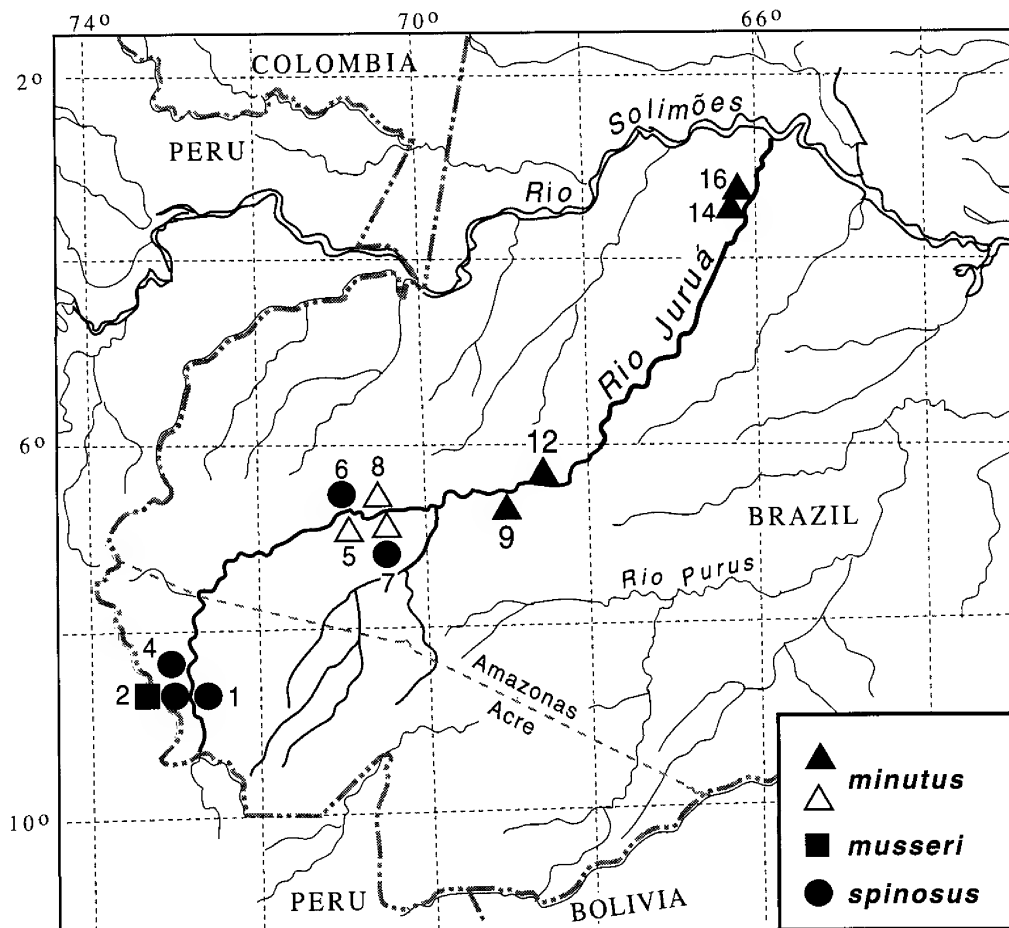 74° 70° 66°
2°
6°
10°
COLOMBIA
PERU
Rio Solimões
16
14
Rio Juruá
12
9
6
8
5
7
BRAZIL
Rio Purus
4
2
1
Amazonas
Acre
PERU
BOLIVIA
minutus
musseri
spinosus